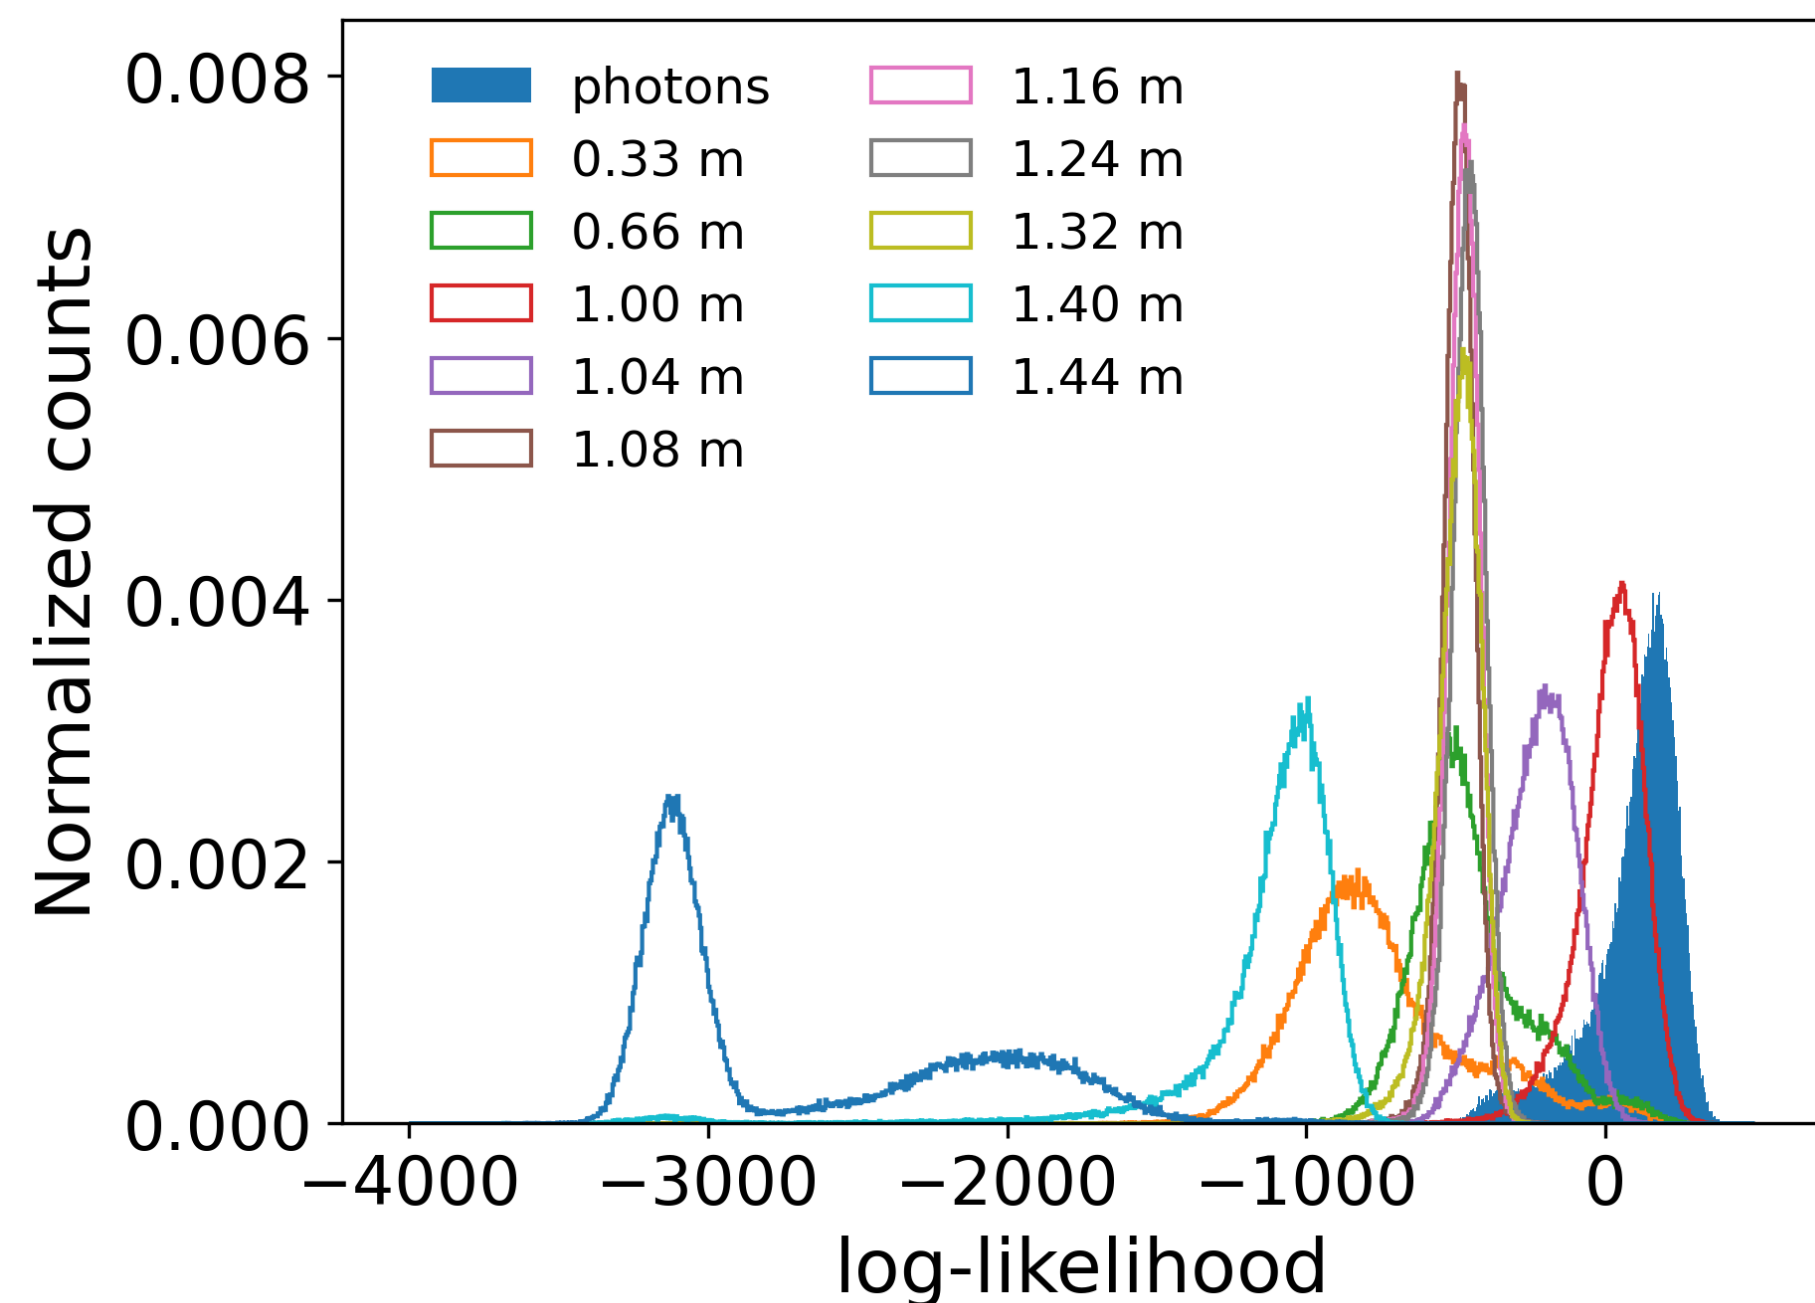 0.008
0.006
0.004
0.002
0.000
Normalized counts
photons
0.33 m
0.66 m
1.00 m
1.04 m
1.08 m
1.16 m
1.24 m
1.32 m
1.40 m
1.44 m
−4000 −3000 −2000 −1000 0
log-likelihood